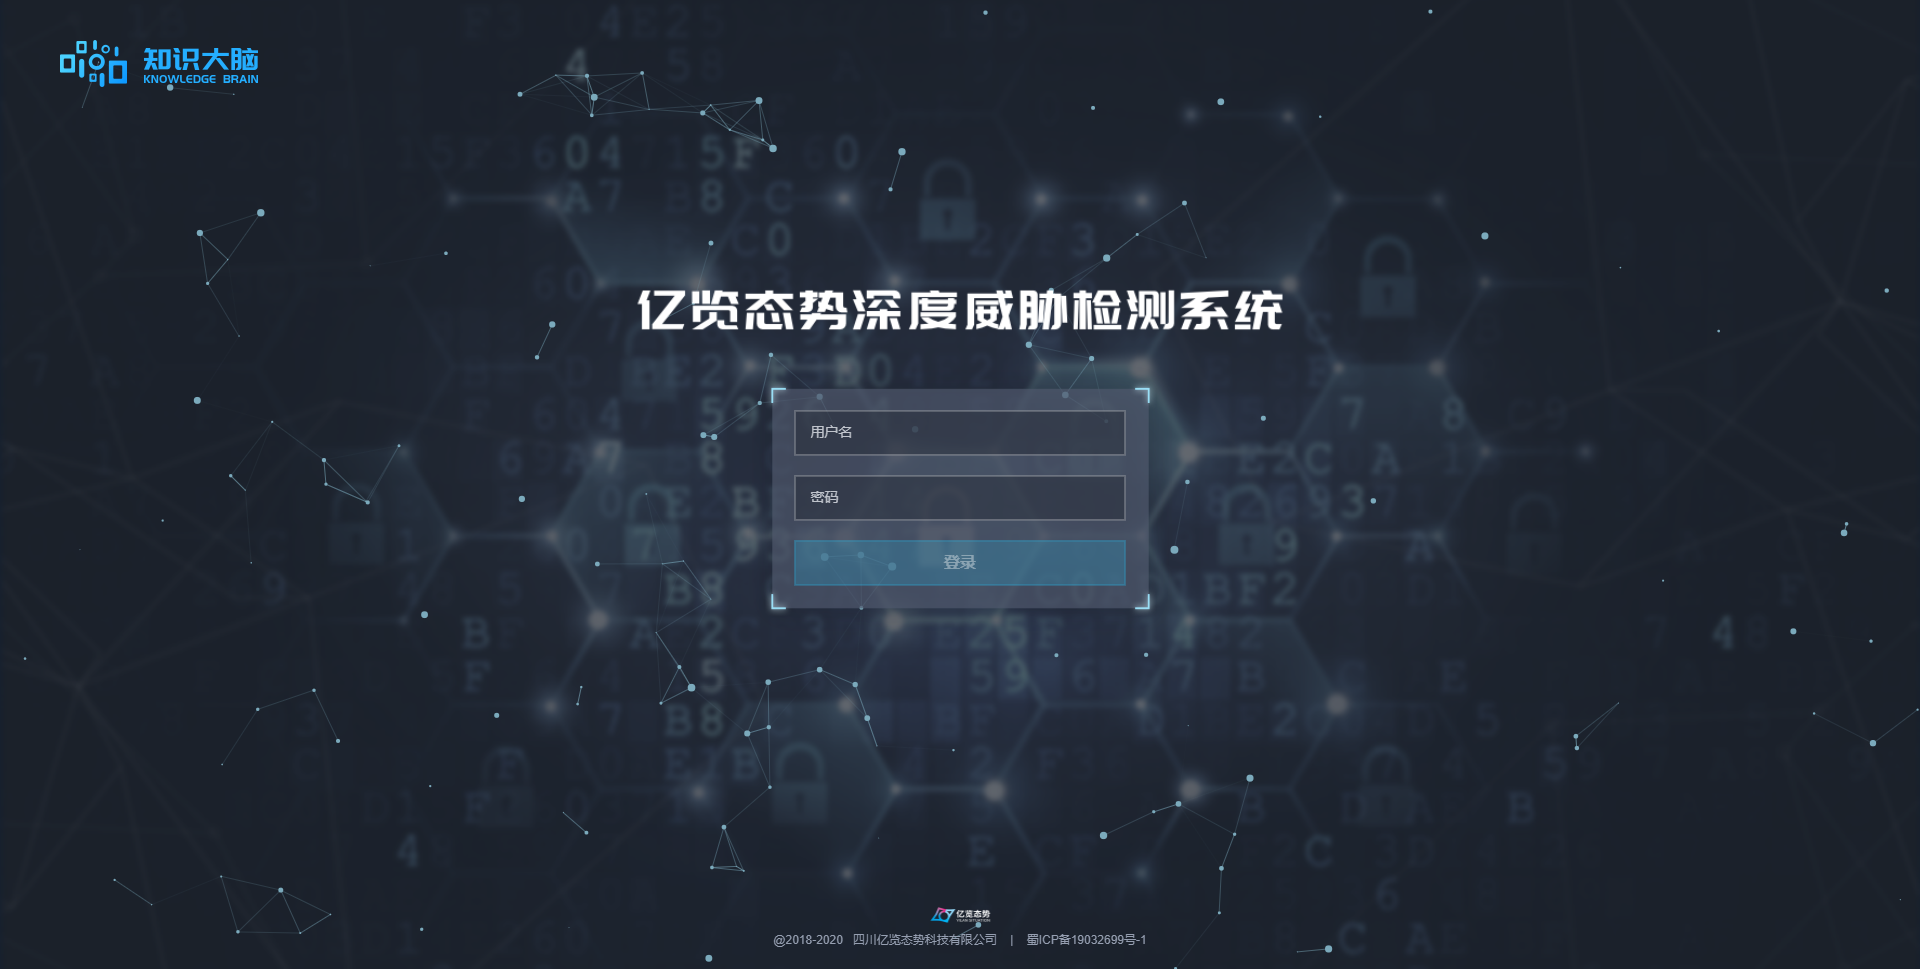 知识大脑
KNOWLEDGE BRAIN
亿览态势深度威胁检测系统
用户名
密码
登录
亿览态势
@2018-2020 四川亿览态势科技有限公司 | 蜀ICP备19032699号-1